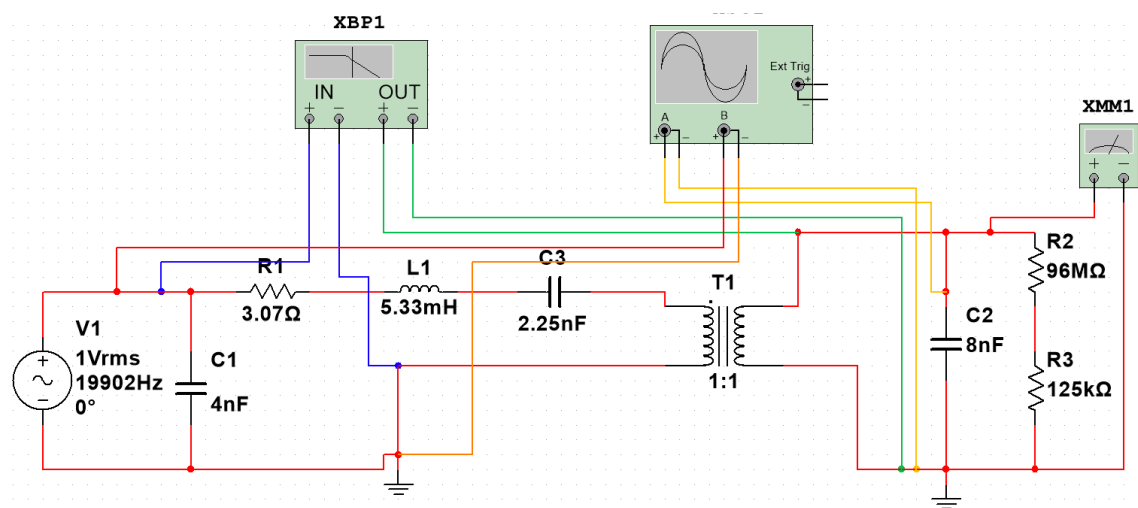 XBP1
IN OUT
+ − + −
Ext Trig
+
−
A B
+ − + −
XMM1
+ −
R1
3.07Ω
L1
5.33mH
C3
2.25nF
T1
1:1
R2
96MΩ
C2
8nF
R3
125kΩ
V1
1Vrms
19902Hz
0°
+
−
C1
4nF